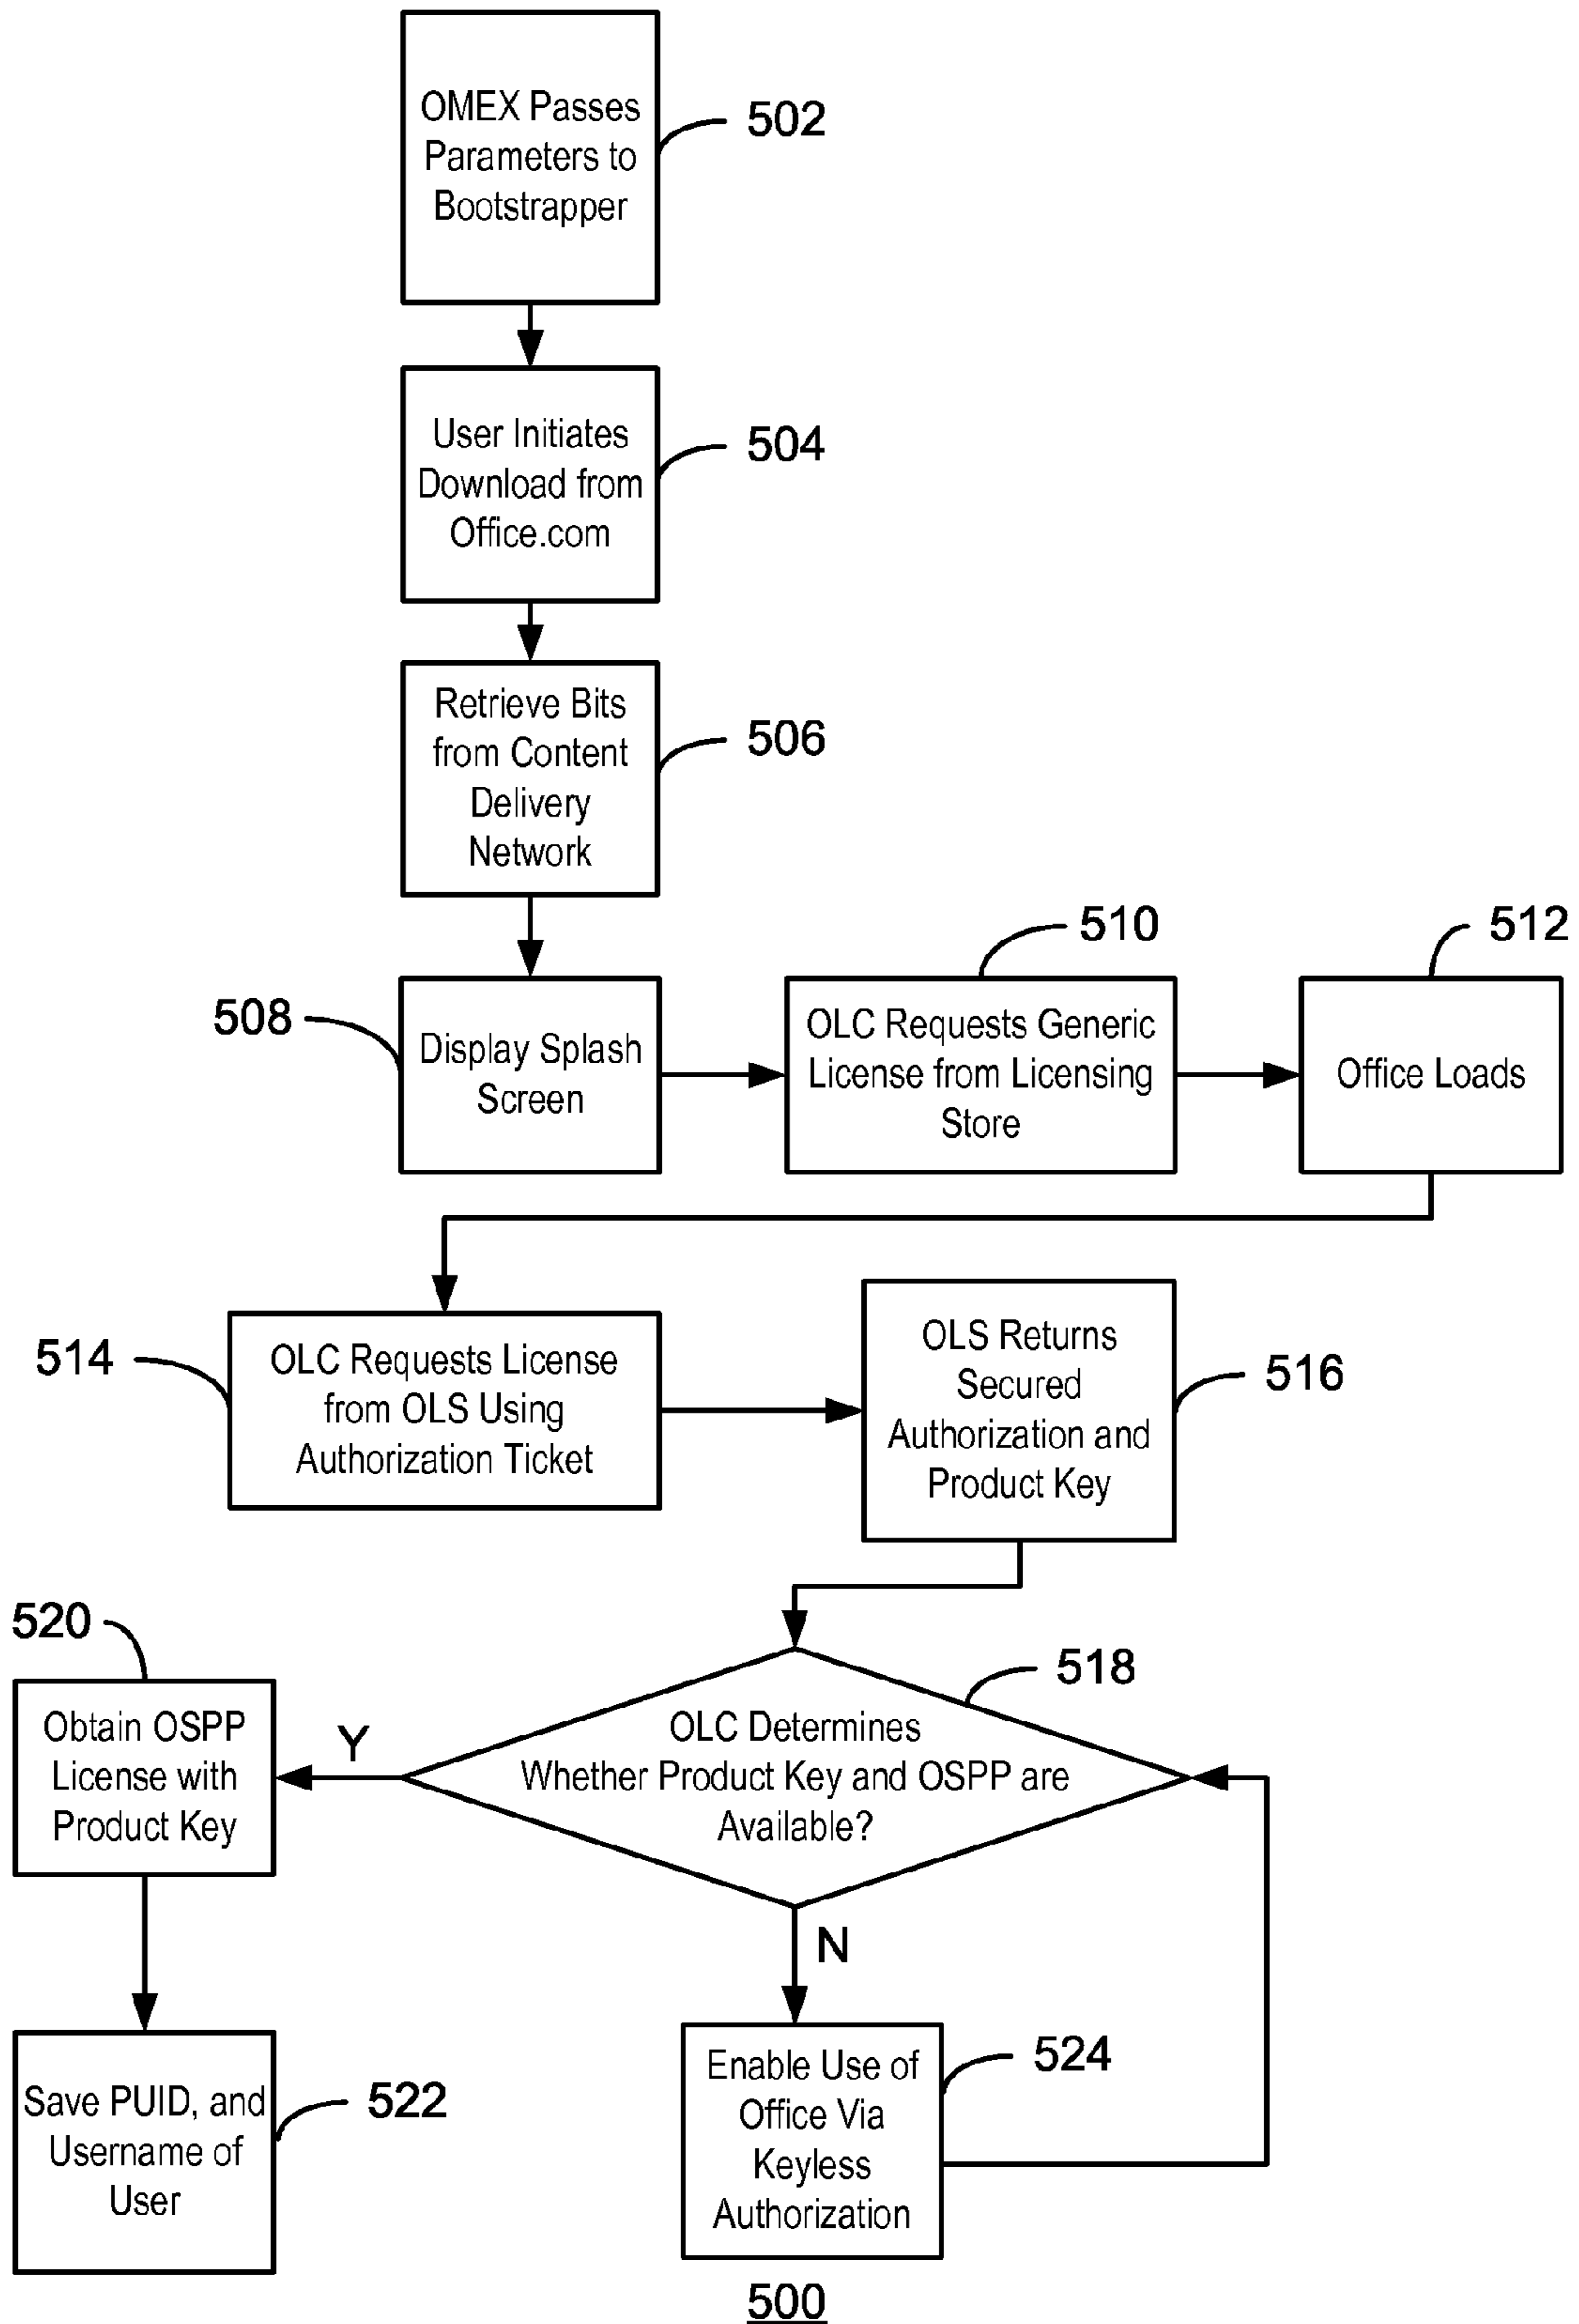 OMEX Passes
Parameters to
Bootstrapper
502
User Initiates
Download from
Office.com
504
Retrieve Bits
from Content
Delivery
Network
506
510
512
508
Display Splash
Screen
OLC Requests Generic
License from Licensing
Store
Office Loads
514
OLC Requests License
from OLS Using
Authorization Ticket
OLS Returns
Secured
Authorization and
Product Key
516
520
518
Obtain OSPP
License with
Product Key
Y
OLC Determines
Whether Product Key and OSPP are
Available?
N
Save PUID, and
Username of
User
522
Enable Use of
Office Via
Keyless
Authorization
524
500